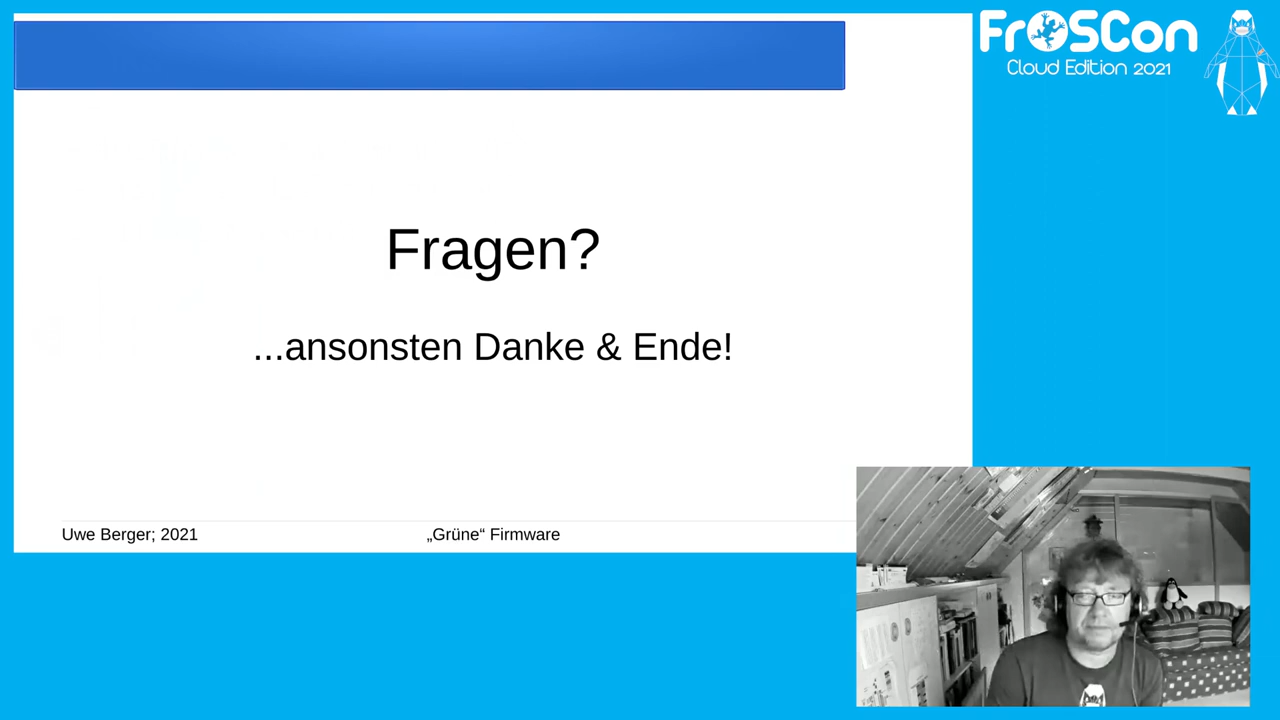 FrOSCon
Cloud Edition 2021
Fragen?
...ansonsten Danke & Ende!
Uwe Berger; 2021
„Grüne“ Firmware